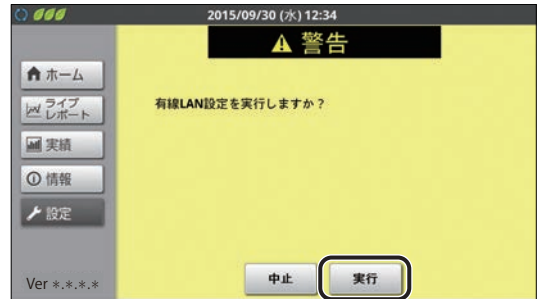 2015/09/30 (水) 12:34
警告
ホーム
ライブ
レポート
実績
情報
設定
有線LAN設定を実行しますか？
中止
実行
Ver *.*.*.*